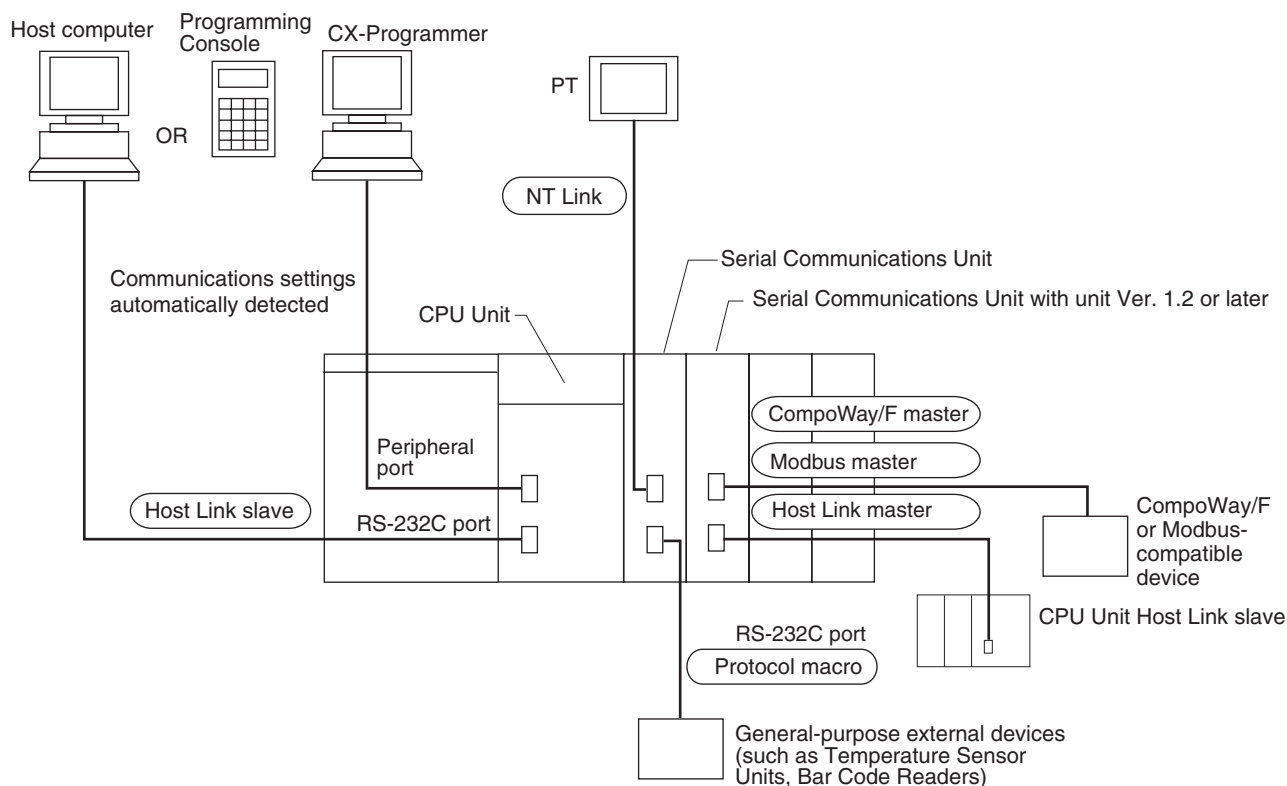 Host computer
Programming
Console
CX-Programmer
OR
PT
NT Link
Communications settings
automatically detected
Serial Communications Unit
Serial Communications Unit with unit Ver. 1.2 or later
CPU Unit
CompoWay/F master
Peripheral
port
Modbus master
Host Link slave
RS-232C port
Host Link master
CompoWay/F
or Modbus-
compatible
device
CPU Unit Host Link slave
RS-232C port
Protocol macro
General-purpose external devices
(such as Temperature Sensor
Units, Bar Code Readers)